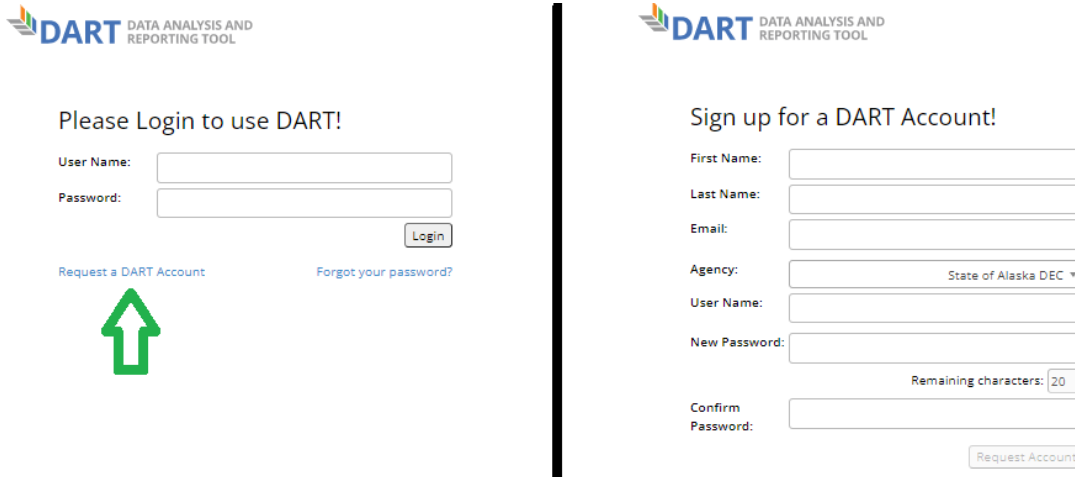 DART DATA ANALYSIS AND
REPORTING TOOL
Please Login to use DART!
User Name:
Password:
Login
Request a DART Account Forgot your password?
DART DATA ANALYSIS AND
REPORTING TOOL
Sign up for a DART Account!
First Name:
Last Name:
Email:
Agency: State of Alaska DEC
User Name:
New Password:
Remaining characters: 20
Confirm
Password:
Request Account